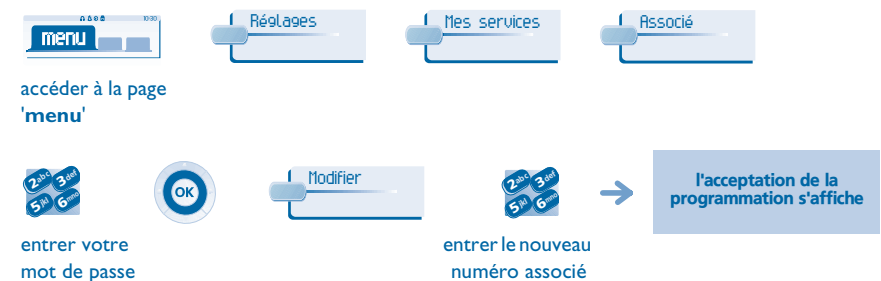 10:30
menu
Réglages
Mes services
Associé
accéder à la page
'menu'
2abc 3def
5jkl 6mno
OK
Modifier
2abc 3def
5jkl 6mno
l'acceptation de la
programmation s'affiche
entrer votre
mot de passe
entrer le nouveau
numéro associé